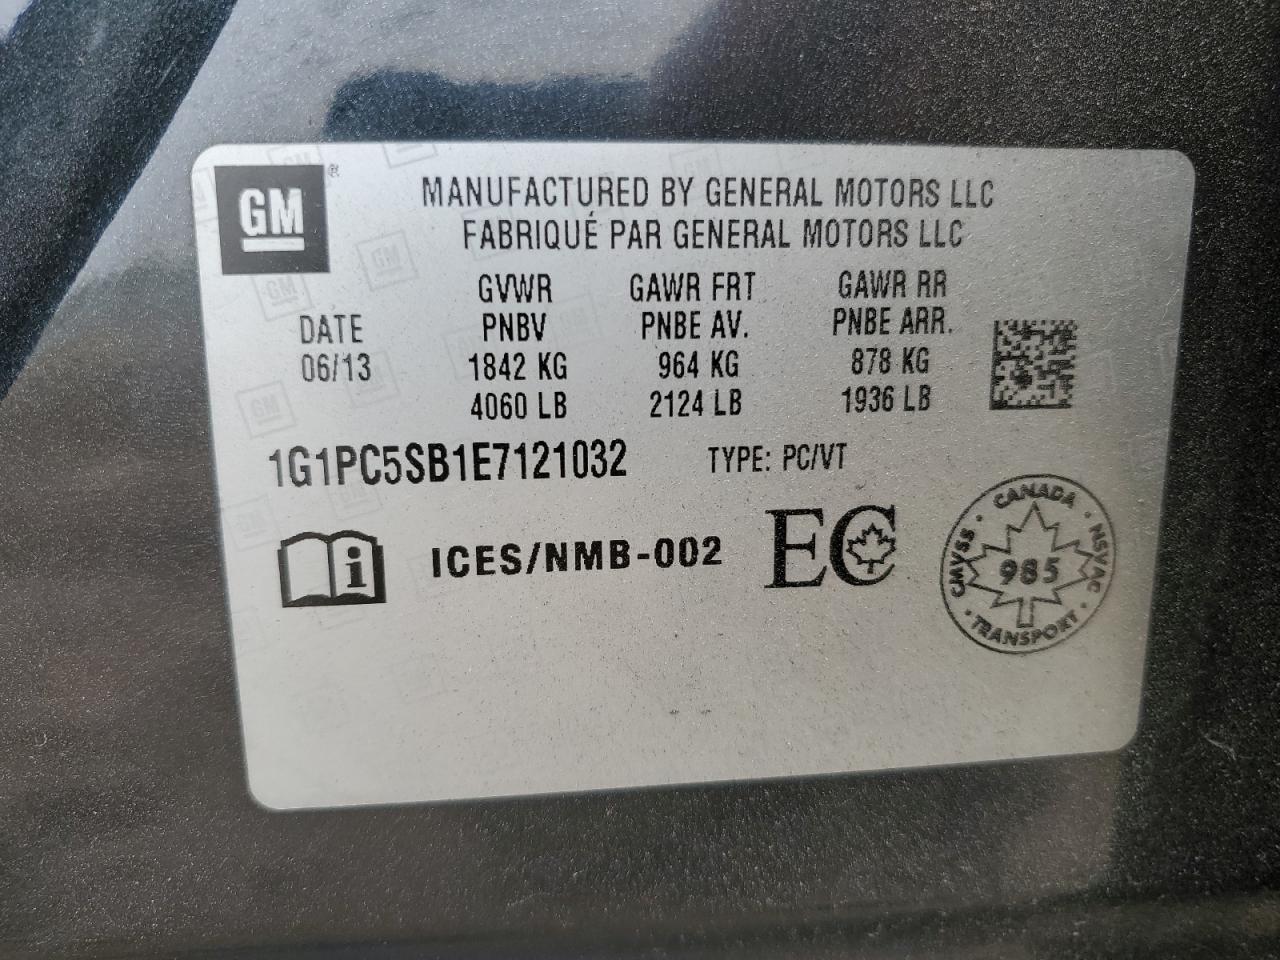 GM ®
MANUFACTURED BY GENERAL MOTORS LLC
FABRIQUÉ PAR GENERAL MOTORS LLC
GVWR GAWR FRT GAWR RR
DATE PNBV PNBE AV. PNBE ARR.
06/13 1842 KG 964 KG 878 KG
4060 LB 2124 LB 1936 LB
1G1PC5SB1E7121032 TYPE: PC/VT
i ICES/NMB-002 EC
CANADA
CMVSS 985 NSVAC
TRANSPORT